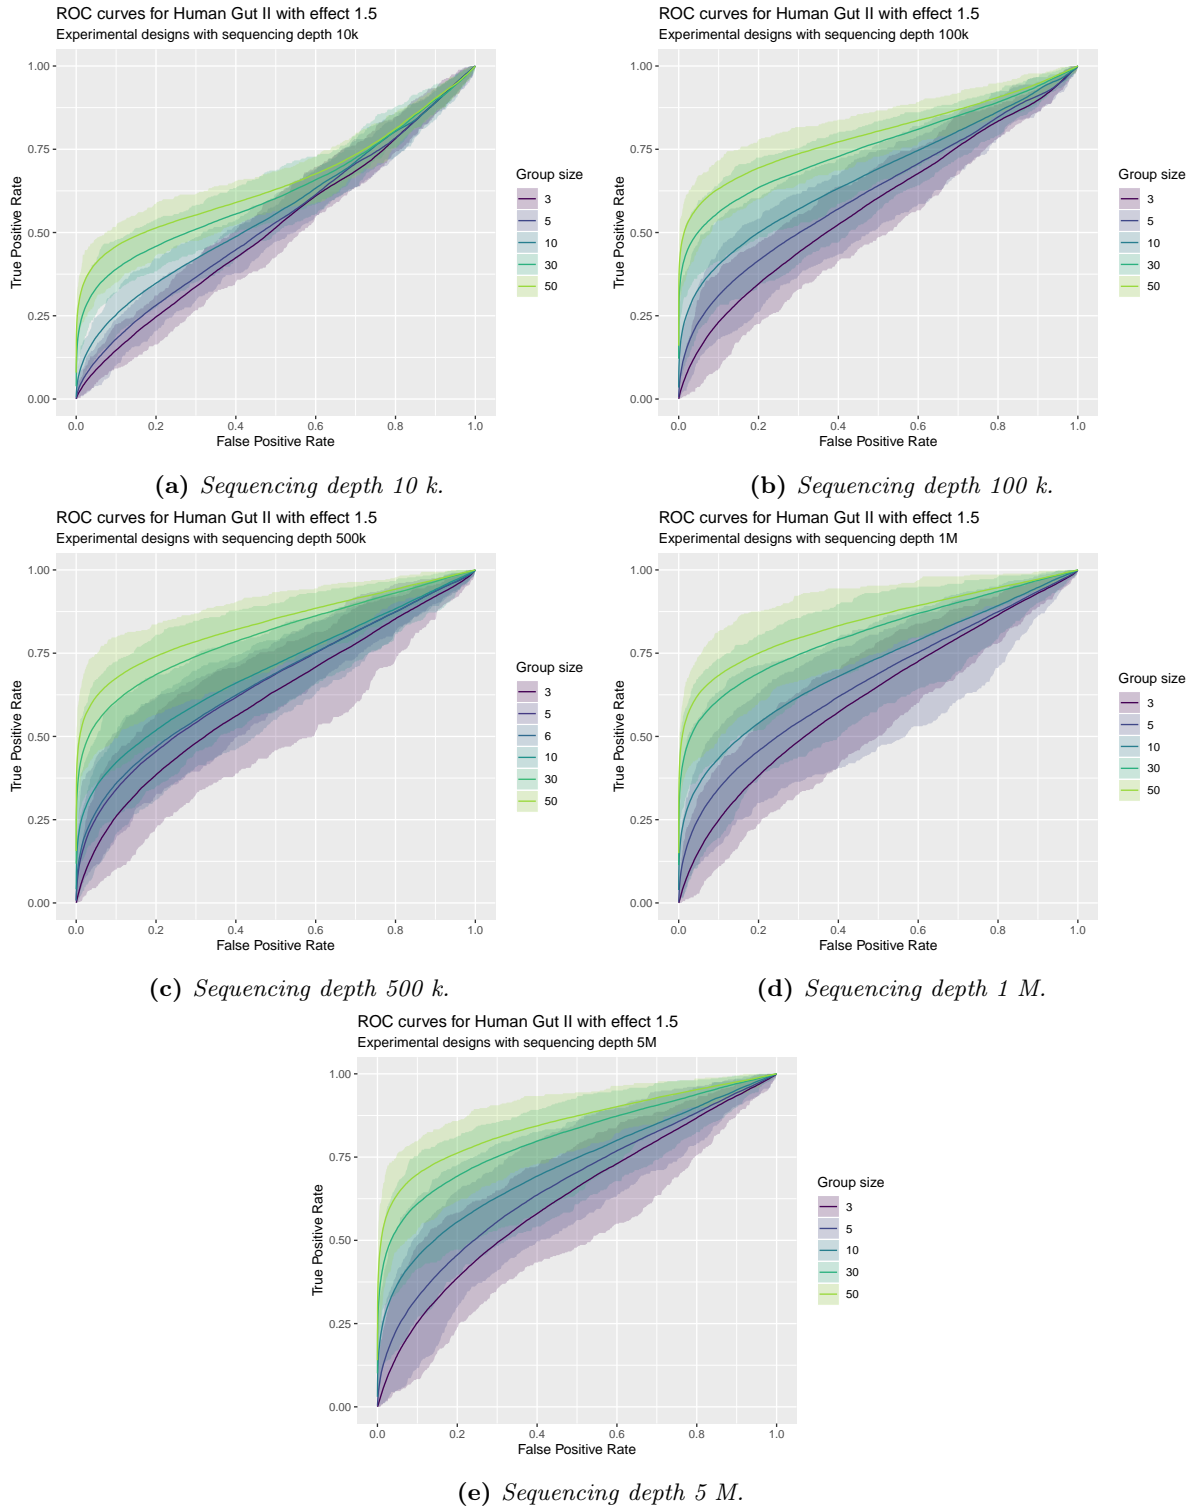 ROC curves for Human Gut II with effect 1.5
Experimental designs with sequencing depth 10k
True Positive Rate
1.00
0.75
0.50
0.25
0.00
0.0 0.2 0.4 0.6 0.8 1.0
False Positive Rate
Group size
3
5
10
30
50
(a) Sequencing depth 10 k.
ROC curves for Human Gut II with effect 1.5
Experimental designs with sequencing depth 100k
True Positive Rate
1.00
0.75
0.50
0.25
0.00
0.0 0.2 0.4 0.6 0.8 1.0
False Positive Rate
Group size
3
5
10
30
50
(b) Sequencing depth 100 k.
ROC curves for Human Gut II with effect 1.5
Experimental designs with sequencing depth 500k
True Positive Rate
1.00
0.75
0.50
0.25
0.00
0.0 0.2 0.4 0.6 0.8 1.0
False Positive Rate
Group size
3
5
6
10
30
50
(c) Sequencing depth 500 k.
ROC curves for Human Gut II with effect 1.5
Experimental designs with sequencing depth 1M
True Positive Rate
1.00
0.75
0.50
0.25
0.00
0.0 0.2 0.4 0.6 0.8 1.0
False Positive Rate
Group size
3
5
10
30
50
(d) Sequencing depth 1 M.
ROC curves for Human Gut II with effect 1.5
Experimental designs with sequencing depth 5M
True Positive Rate
1.00
0.75
0.50
0.25
0.00
0.0 0.2 0.4 0.6 0.8 1.0
False Positive Rate
Group size
3
5
10
30
50
(e) Sequencing depth 5 M.